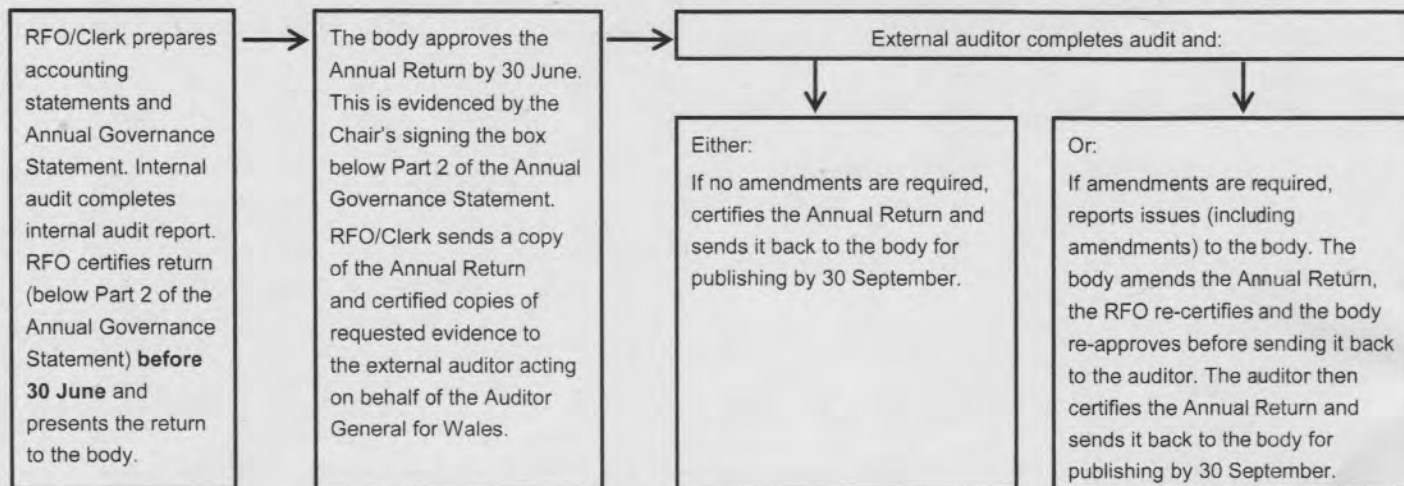 RFO/Clerk prepares
accounting
statements and
Annual Governance
Statement. Internal
audit completes
internal audit report.
RFO certifies return
(below Part 2 of the
Annual Governance
Statement) before
30 June and
presents the return
to the body.
The body approves the
Annual Return by 30 June.
This is evidenced by the
Chair's signing the box
below Part 2 of the Annual
Governance Statement.
RFO/Clerk sends a copy
of the Annual Return
and certified copies of
requested evidence to
the external auditor acting
on behalf of the Auditor
General for Wales.
External auditor completes audit and:
Either:
If no amendments are required,
certifies the Annual Return and
sends it back to the body for
publishing by 30 September.
Or:
If amendments are required,
reports issues (including
amendments) to the body. The
body amends the Annual Return,
the RFO re-certifies and the body
re-approves before sending it back
to the auditor. The auditor then
certifies the Annual Return and
sends it back to the body for
publishing by 30 September.